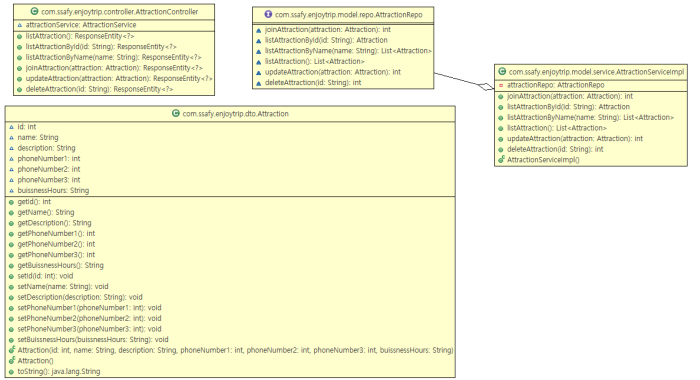 com.ssafy.enjoytrip.controller.AttractionController
attractionService: AttractionService
listAttraction(): ResponseEntity<?>
listAttractionById(id: String): ResponseEntity<?>
listAttractionByName(name: String): ResponseEntity<?>
joinAttraction(attraction: Attraction): ResponseEntity<?>
updateAttraction(attraction: Attraction): ResponseEntity<?>
deleteAttraction(id: String): ResponseEntity<?>
com.ssafy.enjoytrip.model.repo.AttractionRepo
joinAttraction(attraction: Attraction): int
listAttractionById(id: String): Attraction
listAttractionByName(name: String): List<Attraction>
listAttraction(): List<Attraction>
updateAttraction(attraction: Attraction): int
deleteAttraction(id: String): int
com.ssafy.enjoytrip.model.service.AttractionServiceImpl
attractionRepo: AttractionRepo
joinAttraction(attraction: Attraction): int
listAttractionById(id: String): Attraction
listAttractionByName(name: String): List<Attraction>
listAttraction(): List<Attraction>
updateAttraction(attraction: Attraction): int
deleteAttraction(id: String): int
AttractionServiceImpl()
com.ssafy.enjoytrip.dto.Attraction
id: int
name: String
description: String
phoneNumber1: int
phoneNumber2: int
phoneNumber3: int
buissnessHours: String
getId(): int
getName(): String
getDescription(): String
getPhoneNumber1(): int
getPhoneNumber2(): int
getPhoneNumber3(): int
getBuissnessHours(): String
setId(id: int): void
setName(name: String): void
setDescription(description: String): void
setPhoneNumber1(phoneNumber1: int): void
setPhoneNumber2(phoneNumber2: int): void
setPhoneNumber3(phoneNumber3: int): void
setBuissnessHours(buissnessHours: String): void
Attraction(id: int, name: String, description: String, phoneNumber1: int, phoneNumber2: int, phoneNumber3: int, buissnessHours: String)
Attraction()
toString(): java.lang.String